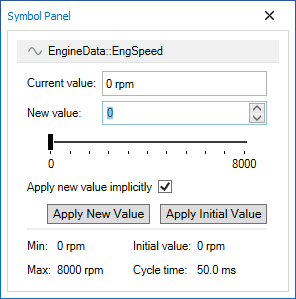 Symbol Panel
EngineData::EngSpeed
Current value: 0 rpm
New value: 0
0 8000
Apply new value implicitly
Apply New Value Apply Initial Value
Min: 0 rpm Initial value: 0 rpm
Max: 8000 rpm Cycle time: 50.0 ms